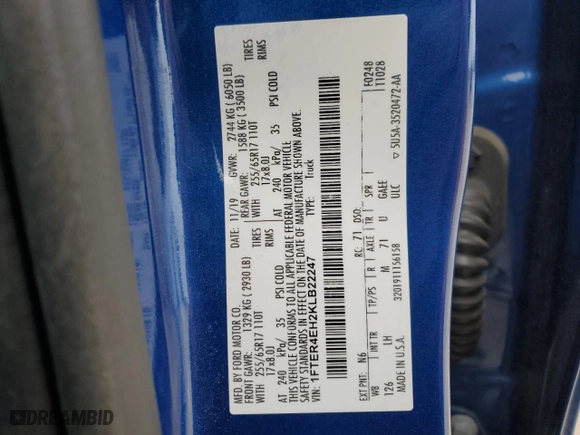 MFD. BY FORD MOTOR CO.
DATE: 11/19
GVWR: 2744 KG ( 6050 LB)
FRONT GAWR: 1329 KG ( 2930 LB)
REAR GAWR: 1588 KG ( 3500 LB)
WITH 255/65R17 110T TIRES
WITH 255/65R17 110T TIRES
17x8.0J RIMS
17x8.0J RIMS
AT 240 kPa/ 35 PSI COLD
AT 240 kPa/ 35 PSI COLD
THIS VEHICLE CONFORMS TO ALL APPLICABLE FEDERAL MOTOR VEHICLE
SAFETY STANDARDS IN EFFECT ON THE DATE OF MANUFACTURE SHOWN ABOVE.
VIN: 1FTER4EH2KLB22247
TYPE: Truck
F0248
T1028
EXT PNT: N6
RC: 71 DSO:
WB INT TR TP/PS R AXLE TR SPR
126 LH M 71 U GAEE
ULC
MADE IN U.S.A.
3201911156158
▽ 5U5A-3520472-AA
DREAMBID